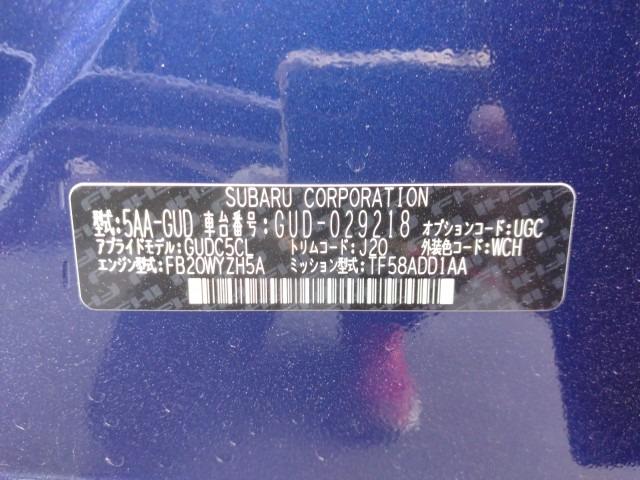 SUBARU CORPORATION
型式:5AA-GUD 車台番号:GUD-029218 オプションコード:UGC
アプライドモデル:GUDC5CL トリムコード:J20 外装色コード:WCH
エンジン型式:FB20WYZH5A ミッション型式:TF58ADD1AA